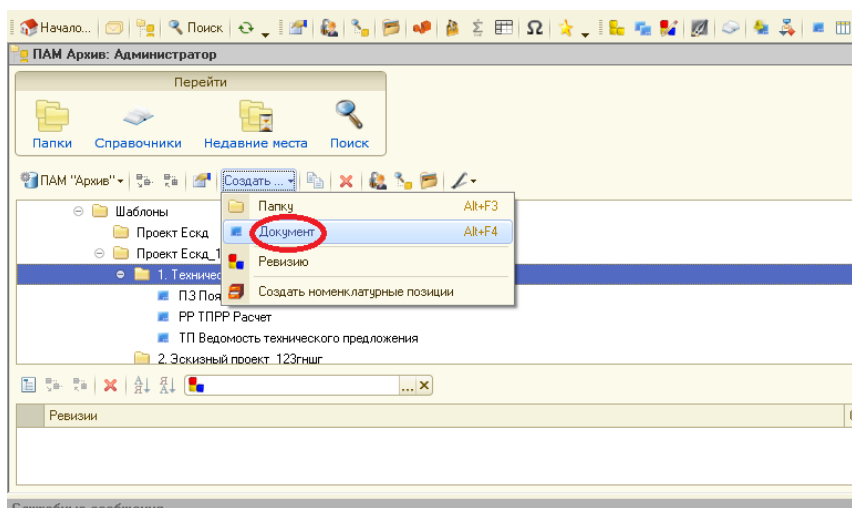 Начало... Поиск Σ Ω
ПАМ Архив: Администратор
Перейти
Папки Справочники Недавние места Поиск
ПАМ "Архив" Создать ...
Шаблоны
Проект Ескд
Проект Ескд_1
1. Техничес
ПЗ Поя
РР ТПРР Расчет
ТП Ведомость технического предложения
2. Эскизный проект_123гншг
Папку Alt+F3
Документ Alt+F4
Ревизию
Создать номенклатурные позиции
...
Ревизии